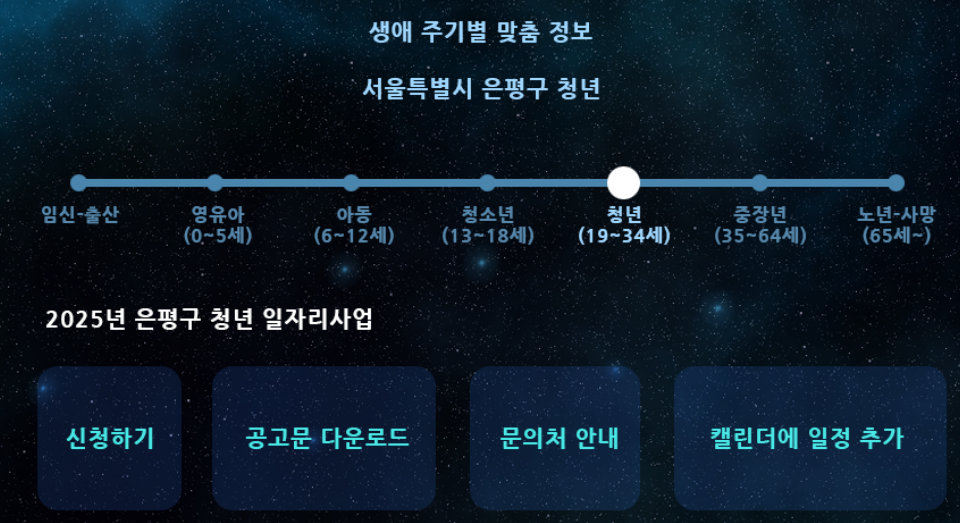 생애 주기별 맞춤 정보
서울특별시 은평구 청년
임신-출산
영유아
(0~5세)
아동
(6~12세)
청소년
(13~18세)
청년
(19~34세)
중장년
(35~64세)
노년-사망
(65세~)
2025년 은평구 청년 일자리사업
신청하기
공고문 다운로드
문의처 안내
캘린더에 일정 추가